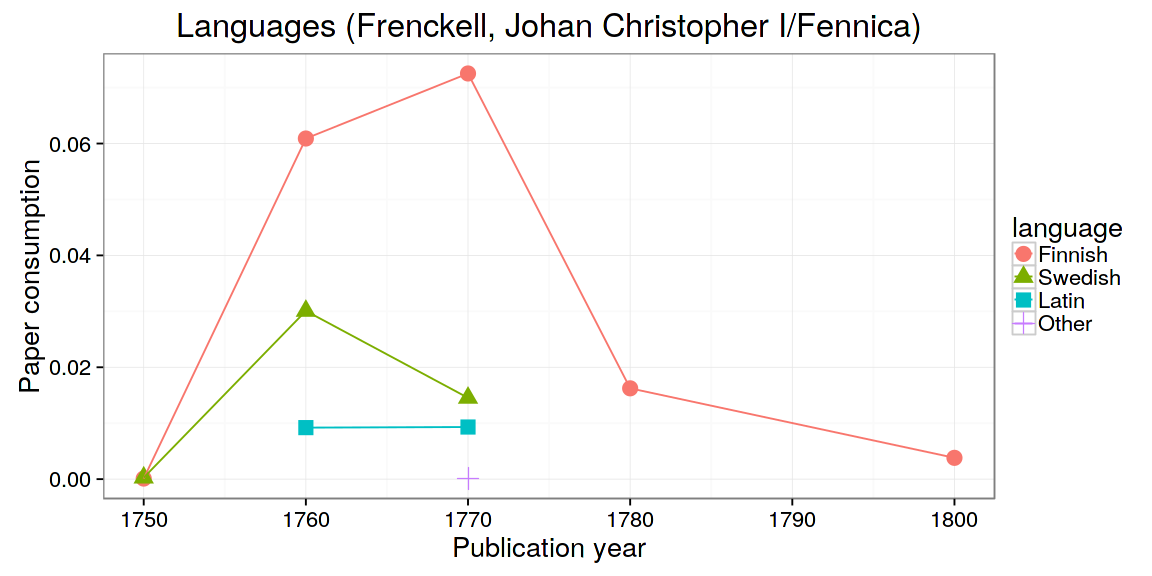 Languages (Frenckell, Johan Christopher I/Fennica)
Paper consumption
0.06
0.04
0.02
0.00
1750 1760 1770 1780 1790 1800
Publication year
language
Finnish
Swedish
Latin
Other